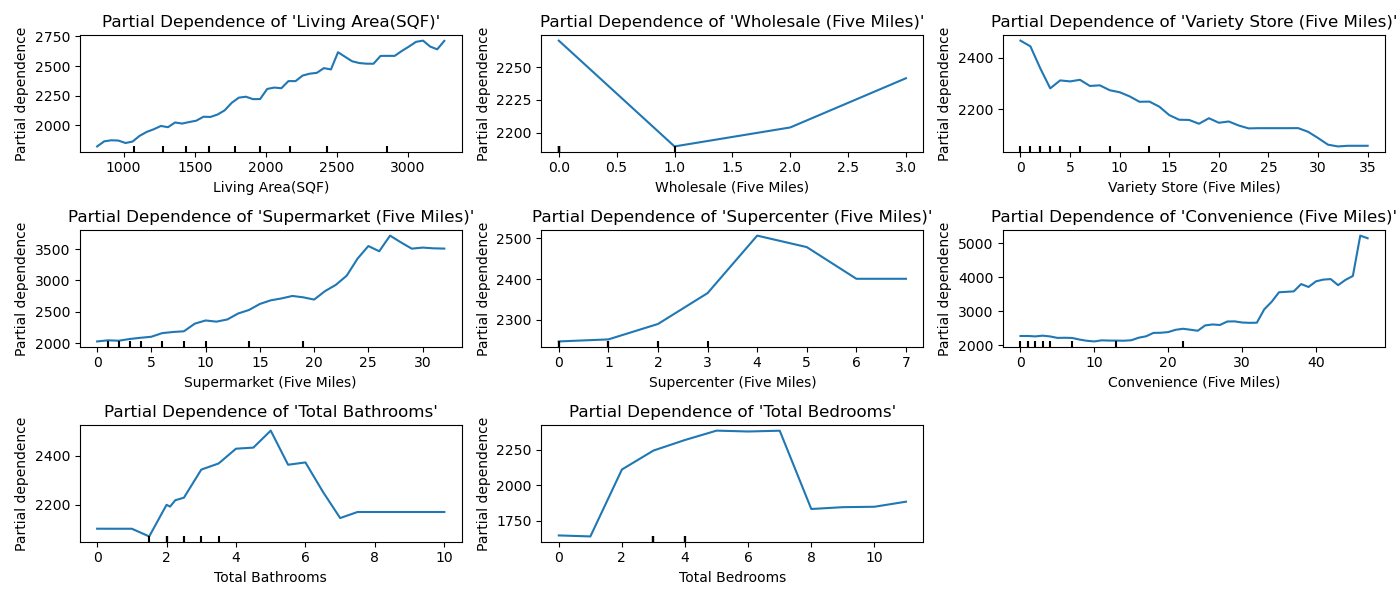 Partial Dependence of 'Living Area(SQF)'
Partial dependence
2750
2500
2250
2000
1000 1500 2000 2500 3000
Living Area(SQF)
Partial Dependence of 'Wholesale (Five Miles)'
Partial dependence
2250
2225
2200
0.0 0.5 1.0 1.5 2.0 2.5 3.0
Wholesale (Five Miles)
Partial Dependence of 'Variety Store (Five Miles)'
Partial dependence
2400
2200
0 5 10 15 20 25 30 35
Variety Store (Five Miles)
Partial Dependence of 'Supermarket (Five Miles)'
Partial dependence
3500
3000
2500
2000
0 5 10 15 20 25 30
Supermarket (Five Miles)
Partial Dependence of 'Supercenter (Five Miles)'
Partial dependence
2500
2400
2300
0 1 2 3 4 5 6 7
Supercenter (Five Miles)
Partial Dependence of 'Convenience (Five Miles)'
Partial dependence
5000
4000
3000
2000
0 10 20 30 40
Convenience (Five Miles)
Partial Dependence of 'Total Bathrooms'
Partial dependence
2400
2200
0 2 4 6 8 10
Total Bathrooms
Partial Dependence of 'Total Bedrooms'
Partial dependence
2250
2000
1750
0 2 4 6 8 10
Total Bedrooms